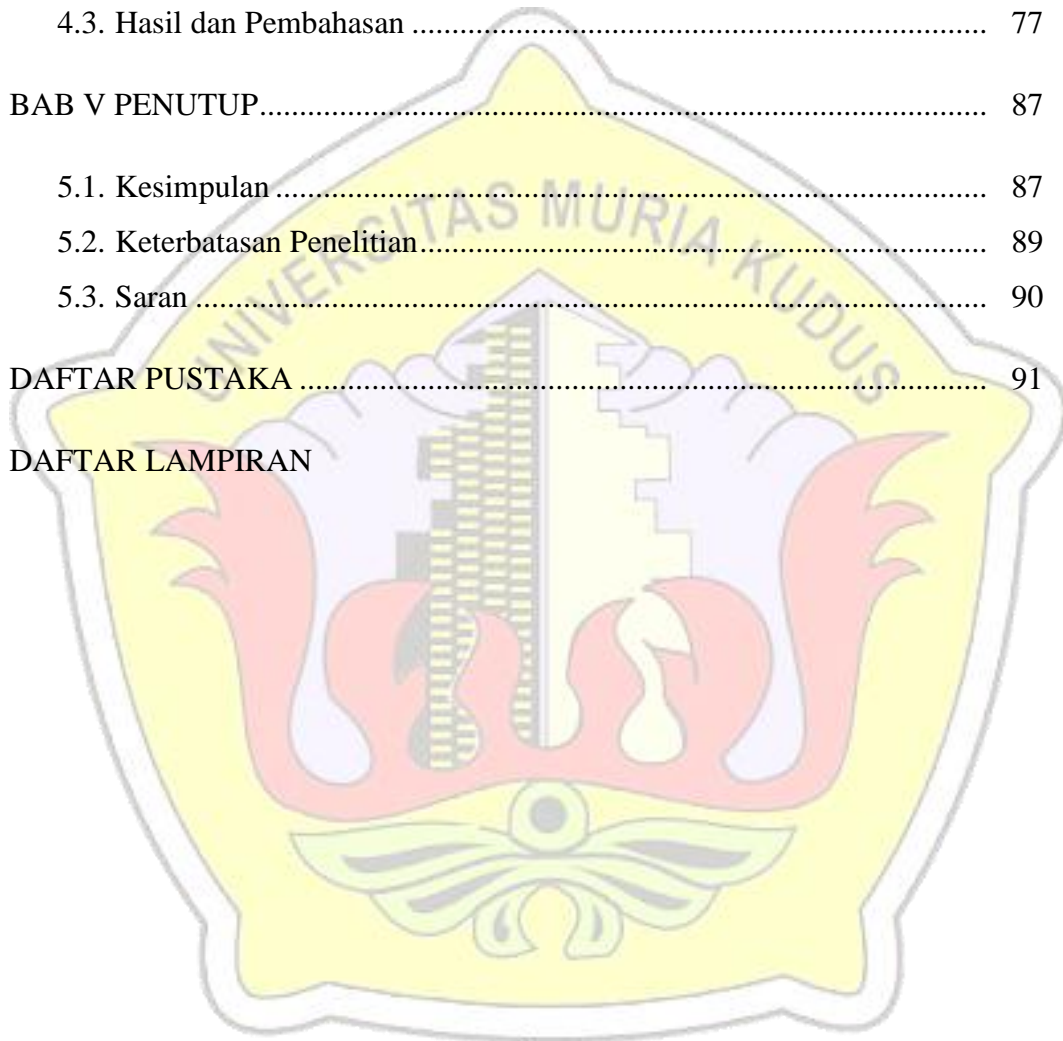 4.3. Hasil dan Pembahasan ........................................................................ 77
BAB V PENUTUP........................................................................................... 87
5.1. Kesimpulan ......................................................................................... 87
5.2. Keterbatasan Penelitian ....................................................................... 89
5.3. Saran ................................................................................................... 90
DAFTAR PUSTAKA ...................................................................................... 91
DAFTAR LAMPIRAN
UNIVERSITAS MURIA KUDUS